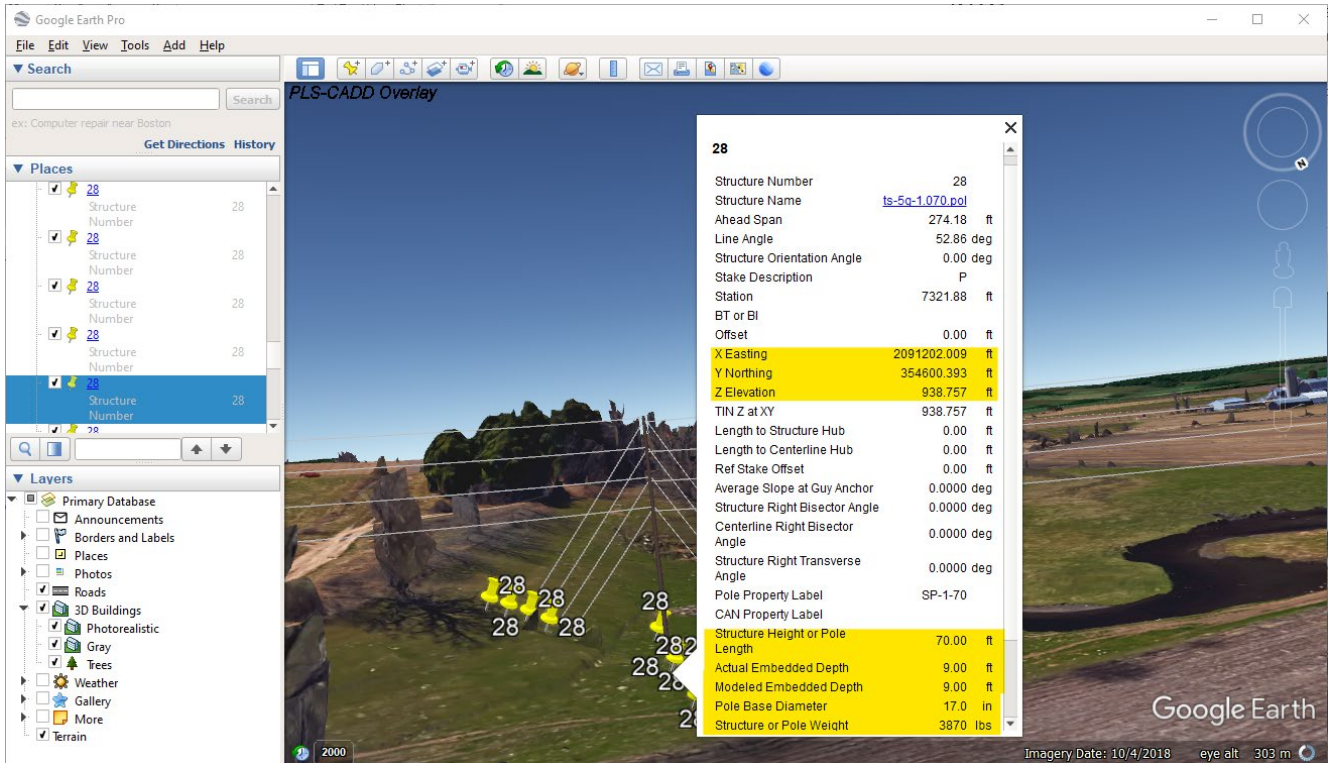 Google Earth Pro
File Edit View Tools Add Help
Search
Search
ex: Computer repair near Boston
Get Directions History
Places
28
Structure Number 28
28
Structure Number 28
28
Structure Number 28
28
Structure Number 28
28
Structure Number 28
28
Layers
Primary Database
Announcements
Borders and Labels
Places
Photos
Roads
3D Buildings
Photorealistic
Gray
Trees
Weather
Gallery
More
Terrain
PLS-CADD Overlay
28
28
28
28
28
28
28
28
28
Structure Number 28
Structure Name ts-5q-1.070.pol
Ahead Span 274.18 ft
Line Angle 52.86 deg
Structure Orientation Angle 0.00 deg
Stake Description P
Station 7321.88 ft
BT or BI
Offset 0.00 ft
X Easting 2091202.009 ft
Y Northing 354600.393 ft
Z Elevation 938.757 ft
TIN Z at XY 938.757 ft
Length to Structure Hub 0.00 ft
Length to Centerline Hub 0.00 ft
Ref Stake Offset 0.00 ft
Average Slope at Guy Anchor 0.0000 deg
Structure Right Bisector Angle 0.0000 deg
Centerline Right Bisector
Angle 0.0000 deg
Structure Right Transverse
Angle 0.0000 deg
Pole Property Label SP-1-70
CAN Property Label
Structure Height or Pole
Length 70.00 ft
Actual Embedded Depth 9.00 ft
Modeled Embedded Depth 9.00 ft
Pole Base Diameter 17.0 in
Structure or Pole Weight 3870 lbs
N
Google Earth
2000
Imagery Date: 10/4/2018 eye alt 303 m